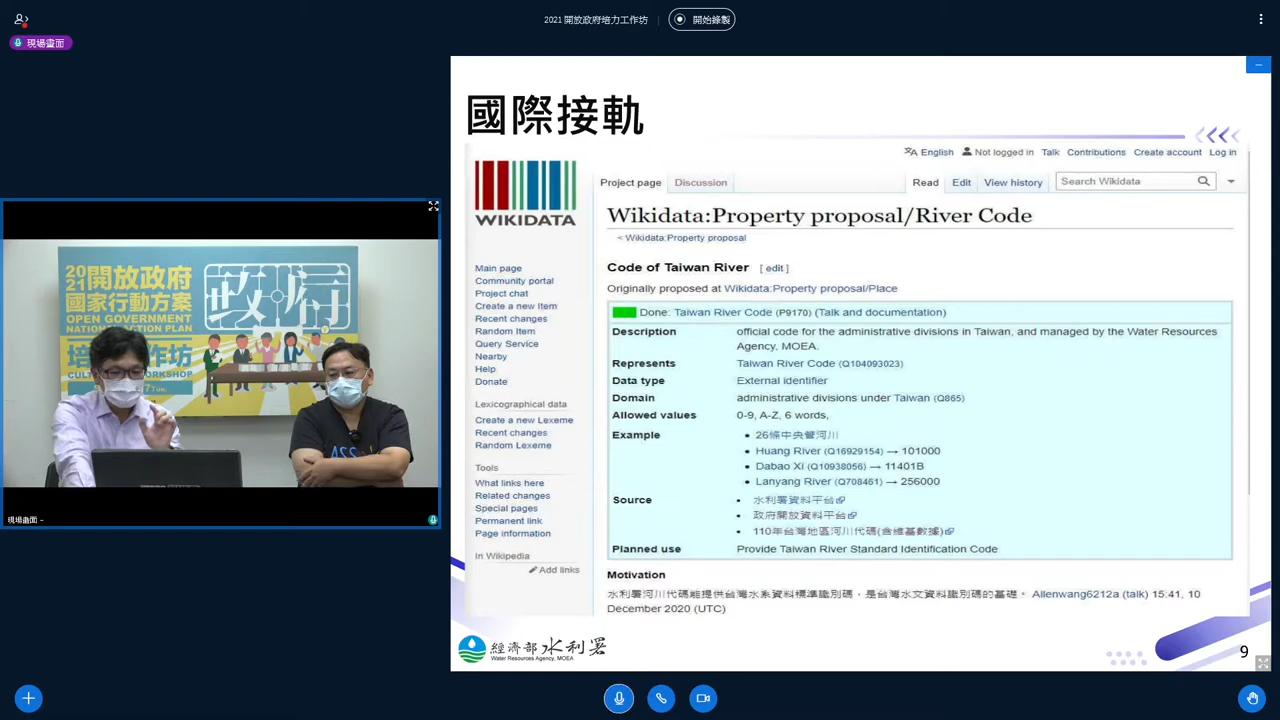 2021 開放政府培力工作坊
開始錄製
現場畫面
國際接軌
English Not logged in Talk Contributions Create account Log in
WIKIDATA
Project page Discussion Read Edit View history Search Wikidata
Wikidata:Property proposal/River Code
< Wikidata:Property proposal
Code of Taiwan River [ edit ]
Originally proposed at Wikidata:Property proposal/Place
Done: Taiwan River Code (P9170) (Talk and documentation)
Description official code for the administrative divisions in Taiwan, and managed by the Water Resources
Agency, MOEA.
Represents Taiwan River Code (Q104093023)
Data type External identifier
Domain administrative divisions under Taiwan (Q865)
Allowed values 0-9, A-Z, 6 words,
Example • 26條中央管河川
• Huang River (Q16929154) → 101000
• Dabao Xi (Q10938056) → 11401B
• Lanyang River (Q708461) → 256000
Source • 水利署資料平台
• 政府開放資料平台
• 110年台灣地區河川代碼(含維基數據)
Planned use Provide Taiwan River Standard Identification Code
Motivation
水利署河川代碼能提供台灣水系資料標準識別碼，是台灣水文資料識別碼的基礎。 Allenwang6212a (talk) 15:41, 10
December 2020 (UTC)
Main page
Community portal
Project chat
Create a new Item
Recent changes
Random Item
Query Service
Nearby
Help
Donate
Lexicographical data
Create a new Lexeme
Recent changes
Random Lexeme
Tools
What links here
Related changes
Special pages
Permanent link
Page information
In Wikipedia
Add links
經濟部水利署
Water Resources Agency, MOEA
9
2021開放政府
國家行動方案
OPEN GOVERNMENT
NATIONAL ACTION PLAN
政府
ASS
現場畫面